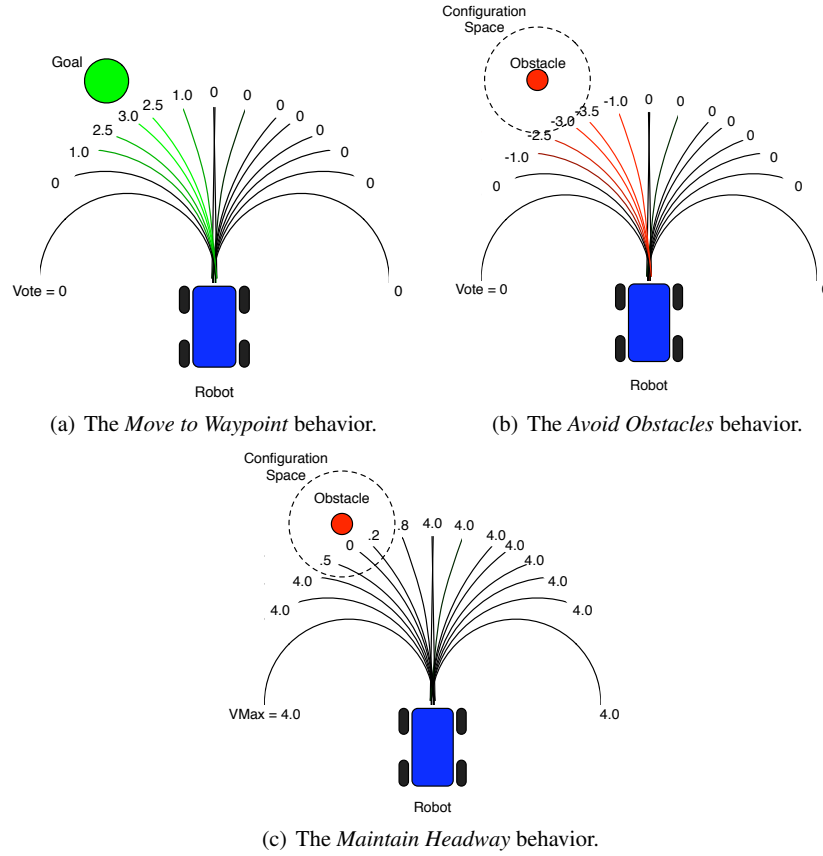 Goal
1.0
0
0
2.5
3.0
0
0
2.5
0
1.0
0
0
0
Vote = 0
0
Robot
(a) The Move to Waypoint behavior.
Configuration
Space
Obstacle
-1.0
0
0
-3.5
0
-3.0
0
-2.5
0
-1.0
0
0
0
Vote = 0
0
Robot
(b) The Avoid Obstacles behavior.
Configuration
Space
Obstacle
.8
4.0
4.0
.2
4.0
0
4.0
.5
4.0
4.0
4.0
4.0
4.0
VMax = 4.0
4.0
Robot
(c) The Maintain Headway behavior.